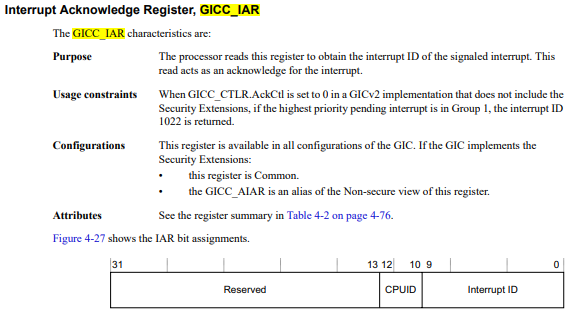 Interrupt Acknowledge Register, GICC_IAR
The GICC_IAR characteristics are:
Purpose The processor reads this register to obtain the interrupt ID of the signaled interrupt. This
read acts as an acknowledge for the interrupt.
Usage constraints When GICC_CTLR.AckCtl is set to 0 in a GICv2 implementation that does not include the
Security Extensions, if the highest priority pending interrupt is in Group 1, the interrupt ID
1022 is returned.
Configurations This register is available in all configurations of the GIC. If the GIC implements the
Security Extensions:
• this register is Common.
• the GICC_AIAR is an alias of the Non-secure view of this register.
Attributes See the register summary in Table 4-2 on page 4-76.
Figure 4-27 shows the IAR bit assignments.
31 13 12 10 9 0
Reserved CPUID Interrupt ID